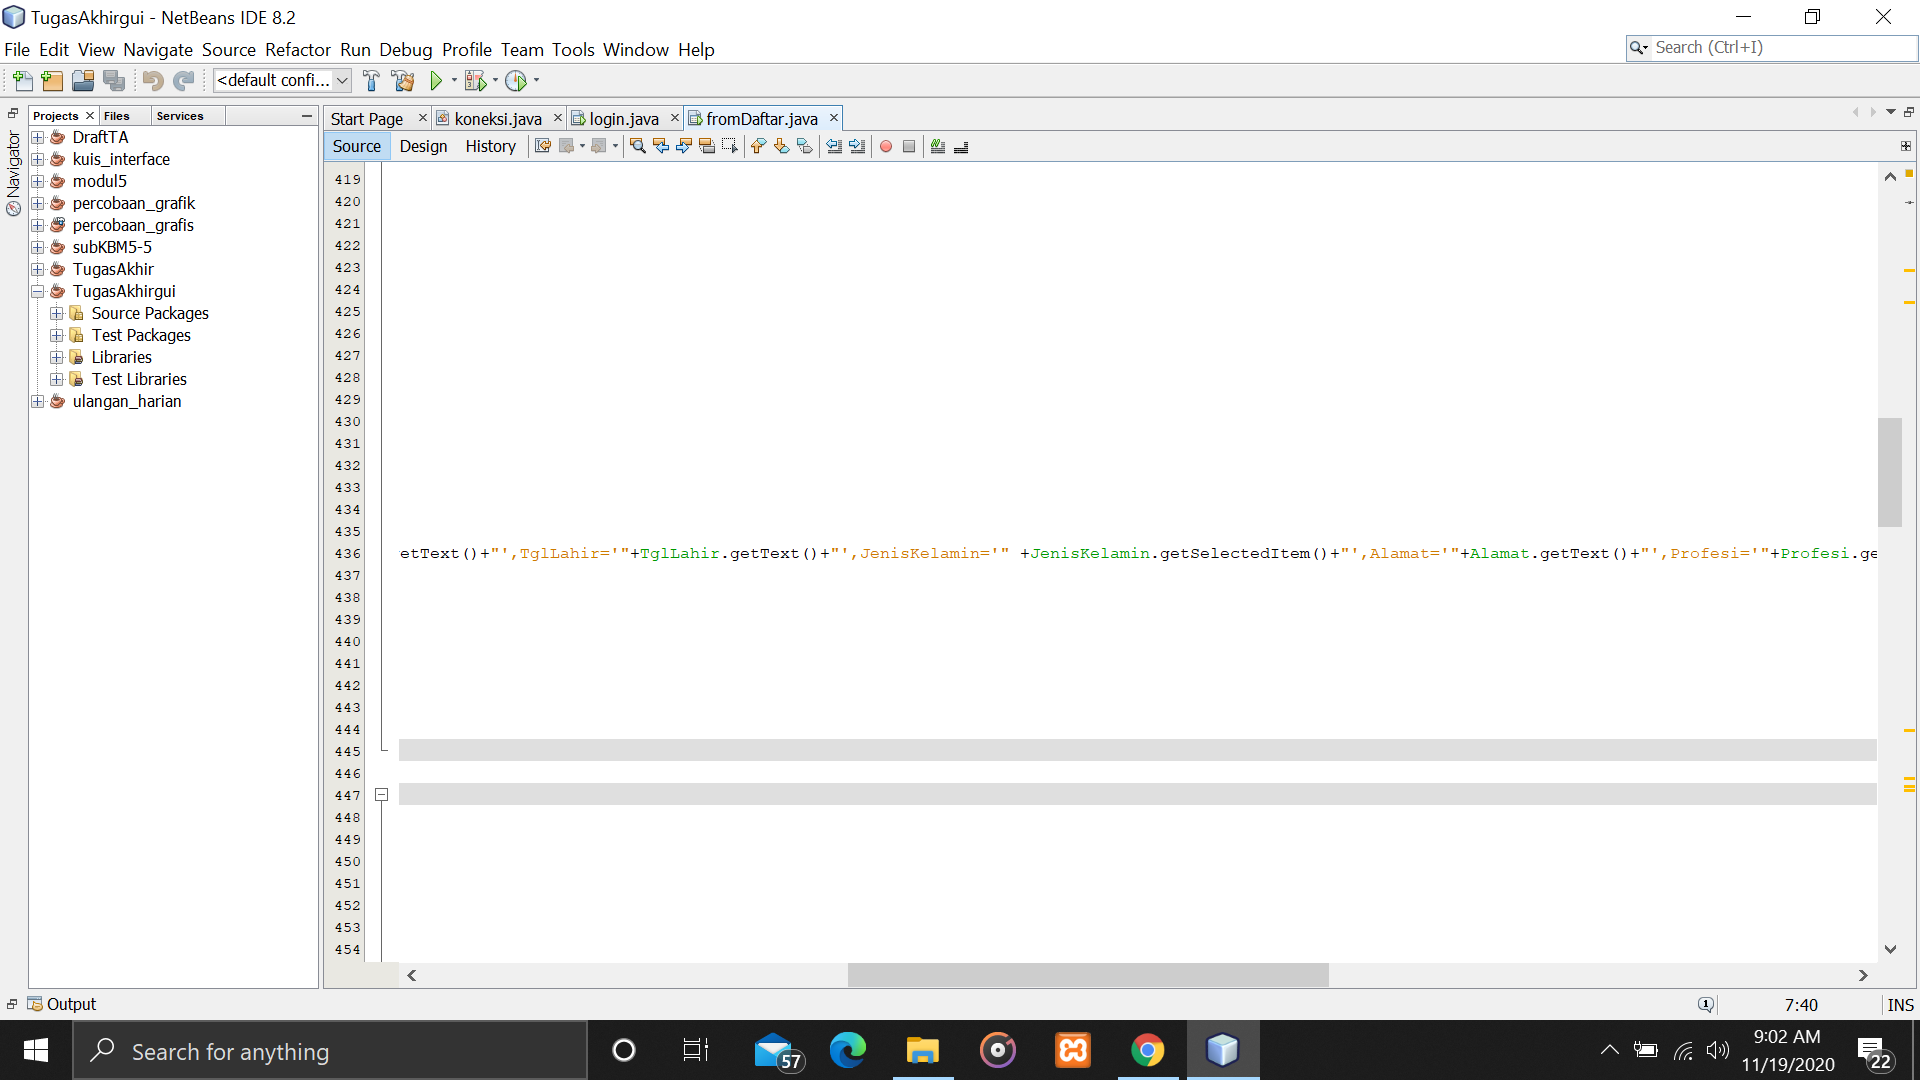 TugasAkhirgui - NetBeans IDE 8.2
File Edit View Navigate Source Refactor Run Debug Profile Team Tools Window Help
Search (Ctrl+I)
<default confi...
Navigator
Projects Files Services
DraftTA
kuis_interface
modul5
percobaan_grafik
percobaan_grafis
subKBM5-5
TugasAkhir
TugasAkhirgui
Source Packages
Test Packages
Libraries
Test Libraries
ulangan_harian
Start Page koneksi.java login.java fromDaftar.java
Source Design History
419
420
421
422
423
424
425
426
427
428
429
430
431
432
433
434
435
436 etText()+"',TglLahir='"+TglLahir.getText()+"',JenisKelamin='" +JenisKelamin.getSelectedItem()+"',Alamat='"+Alamat.getText()+"',Profesi='"+Profesi.ge
437
438
439
440
441
442
443
444
445
446
447
448
449
450
451
452
453
454
Output
7:40 INS
Search for anything
57
9:02 AM
11/19/2020
22